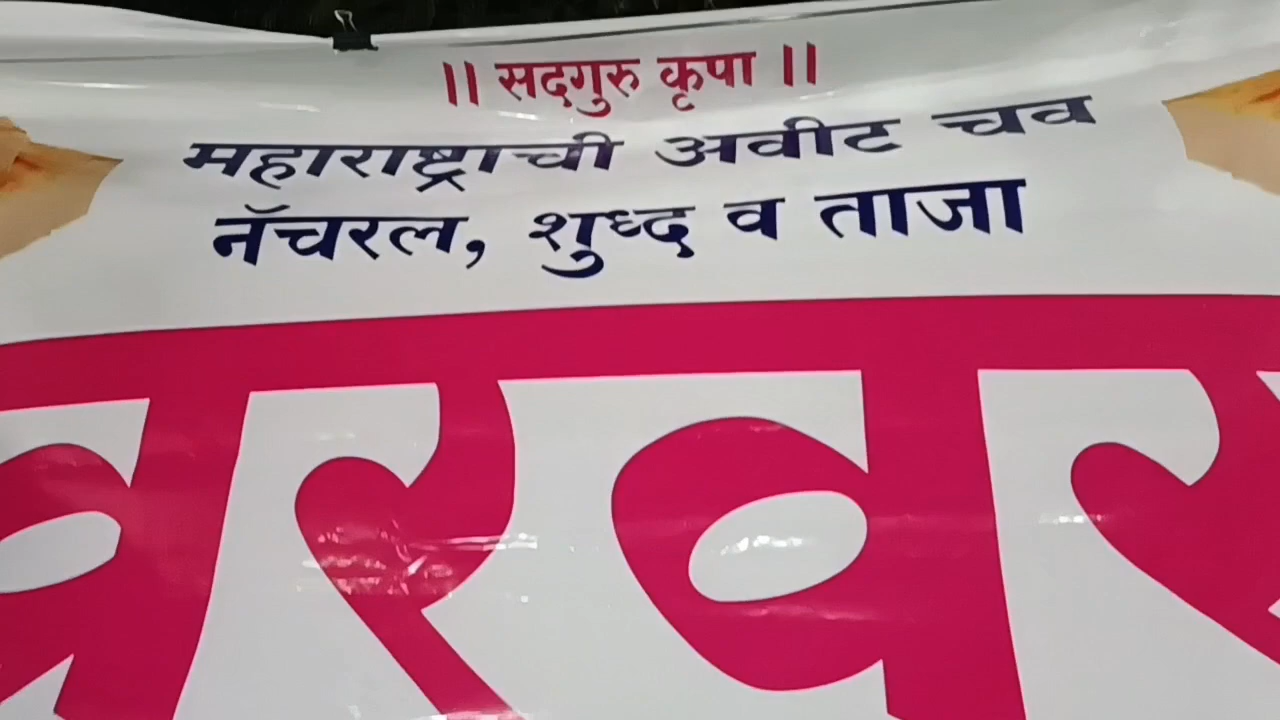 || सदगुरु कृपा ||
महाराष्ट्राची अवीट चव
नॅचरल, शुध्द व ताजा